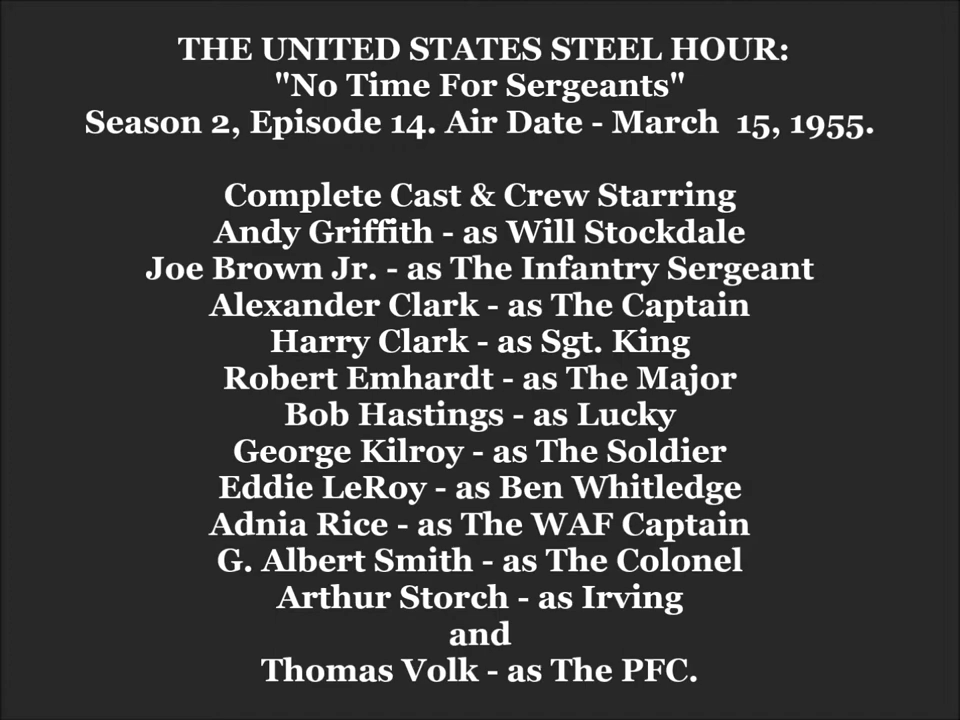 THE UNITED STATES STEEL HOUR:
"No Time For Sergeants"
Season 2, Episode 14. Air Date - March 15, 1955.
Complete Cast & Crew Starring
Andy Griffith - as Will Stockdale
Joe Brown Jr. - as The Infantry Sergeant
Alexander Clark - as The Captain
Harry Clark - as Sgt. King
Robert Emhardt - as The Major
Bob Hastings - as Lucky
George Kilroy - as The Soldier
Eddie LeRoy - as Ben Whitledge
Adnia Rice - as The WAF Captain
G. Albert Smith - as The Colonel
Arthur Storch - as Irving
and
Thomas Volk - as The PFC.